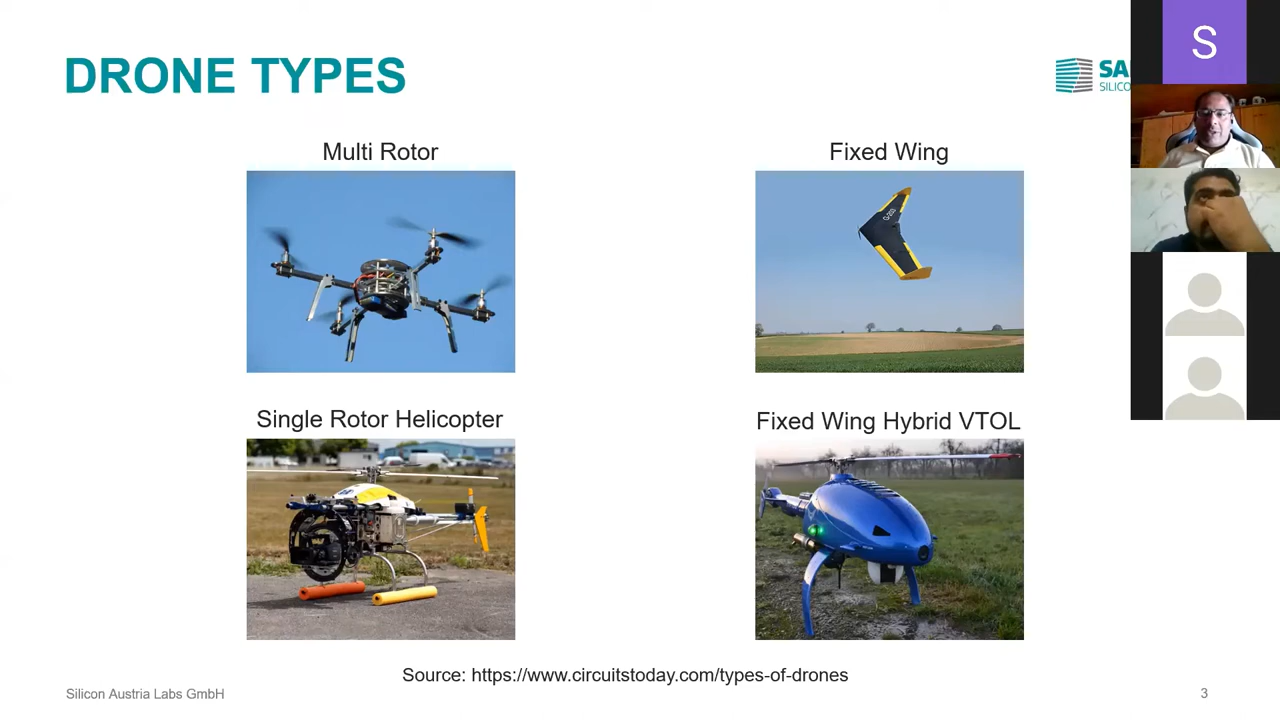 DRONE TYPES
SA
SILICO
S
Multi Rotor
Fixed Wing
G-203
Single Rotor Helicopter
Fixed Wing Hybrid VTOL
Source: https://www.circuitstoday.com/types-of-drones
Silicon Austria Labs GmbH
3